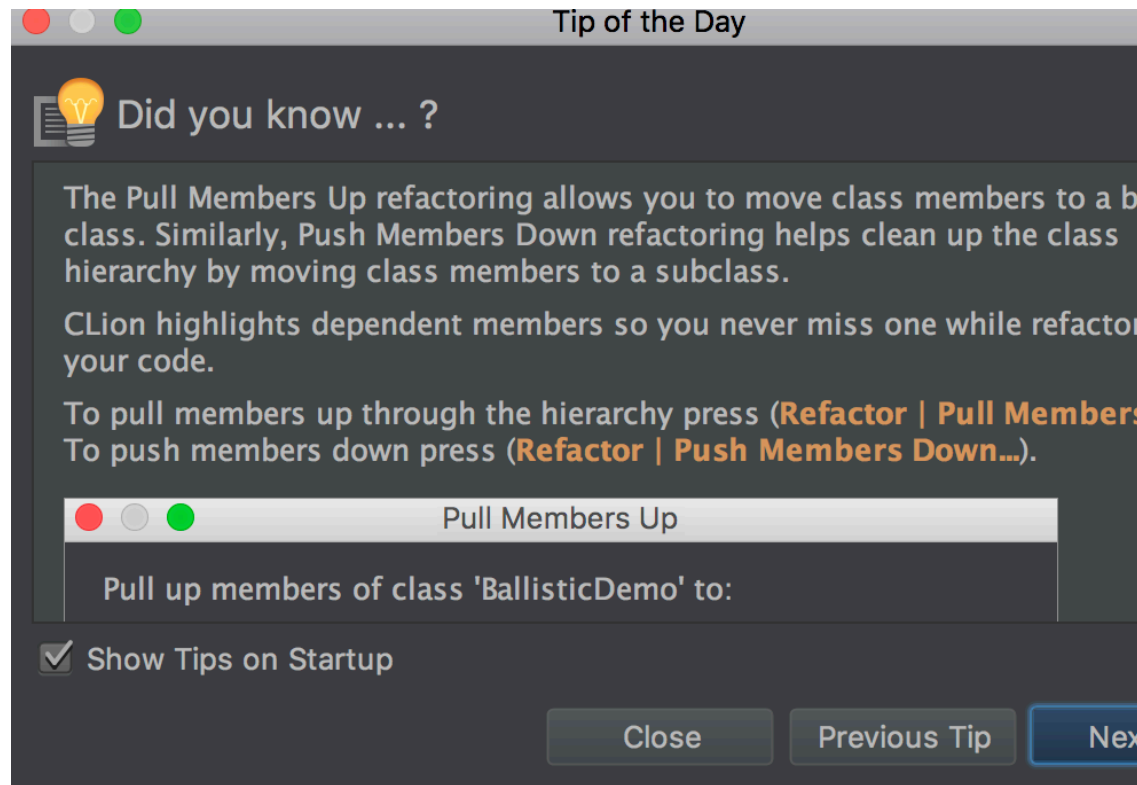 Tip of the Day
Did you know ... ?
The Pull Members Up refactoring allows you to move class members to a
class. Similarly, Push Members Down refactoring helps clean up the class
hierarchy by moving class members to a subclass.
CLion highlights dependent members so you never miss one while
your code.
To pull members up through the hierarchy press (Refactor | Pull Members
To push members down press (Refactor | Push Members Down...).
Pull Members Up
Pull up members of class 'BallisticDemo' to:
Show Tips on Startup
Close
Previous Tip